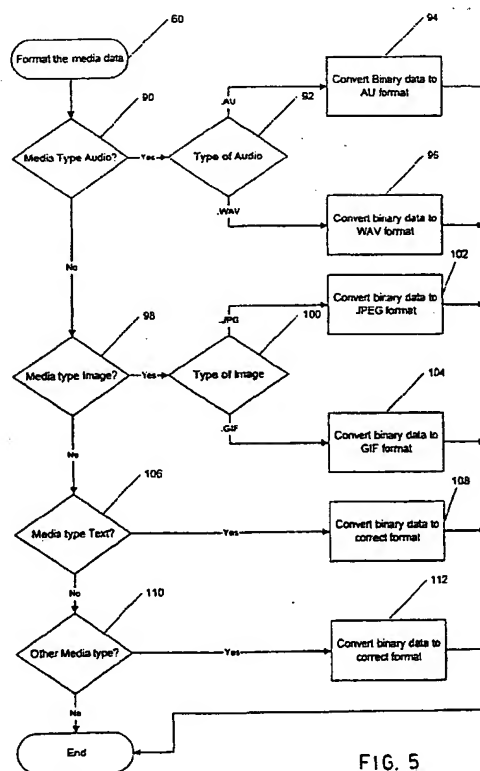 60
Format the media data
90
Media Type Audio?
Yes
92
Type of Audio
.AU
94
Convert Binary data to
AU format
.WAV
96
Convert binary data to
WAV format
No
98
Media type Image?
Yes
100
Type of Image
.JPG
102
Convert binary data to
JPEG format
.GIF
104
Convert binary data to
GIF format
No
106
Media type Text?
Yes
108
Convert binary data to
correct format
No
110
Other Media type?
Yes
112
Convert binary data to
correct format
No
End
FIG. 5